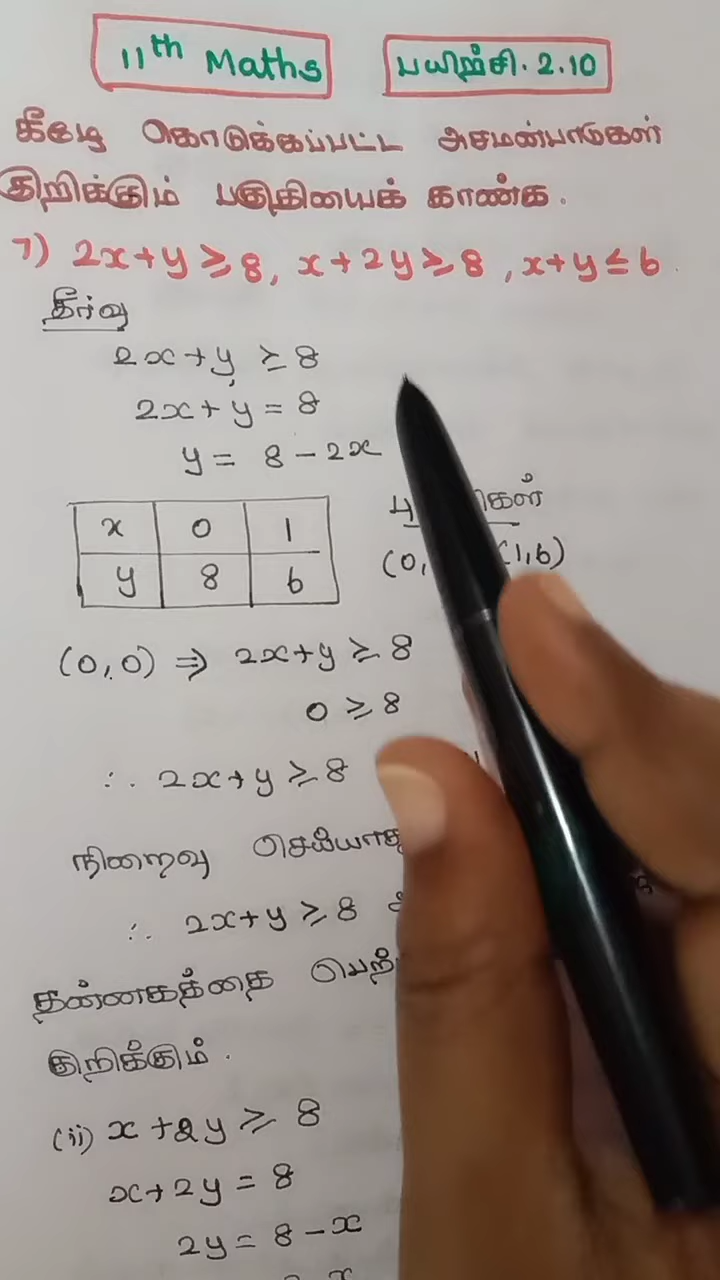 11th Maths
பயிற்சி. 2.10
கீழே கொடுக்கப்பட்ட அசமன்பாடுகள்
குறிக்கும் பகுதியைக் காண்க.
7) 2x+y ≥ 8, x+2y ≥ 8, x+y ≤ 6.
தீர்வு
2x+y ≥ 8
2x+y = 8
y = 8-2x
x 0 1
y 8 6
(0, (1,6)
(0,0) ⇒ 2x+y ≥ 8
0 ≥ 8
∴ 2x+y ≥ 8
நிறைவு
∴ 2x+y ≥ 8
தன்னகத்தை
குறிக்கும்.
(ii) x+2y ≥ 8
x+2y = 8
2y = 8-x